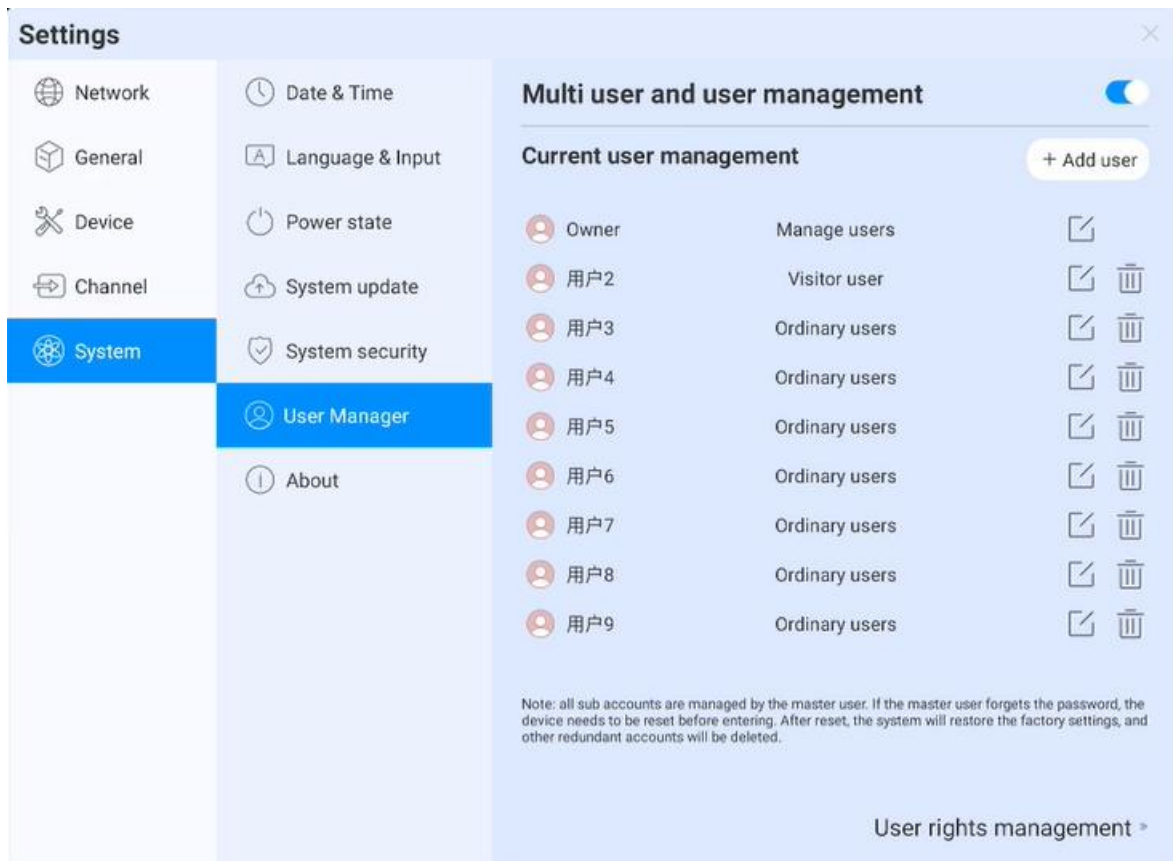 Settings
Network
General
Device
Channel
System
Date & Time
Language & Input
Power state
System update
System security
User Manager
About
Multi user and user management
Current user management
+ Add user
Owner Manage users
用户2 Visitor user
用户3 Ordinary users
用户4 Ordinary users
用户5 Ordinary users
用户6 Ordinary users
用户7 Ordinary users
用户8 Ordinary users
用户9 Ordinary users
Note: all sub accounts are managed by the master user. If the master user forgets the password, the
device needs to be reset before entering. After reset, the system will restore the factory settings, and
other redundant accounts will be deleted.
User rights management »